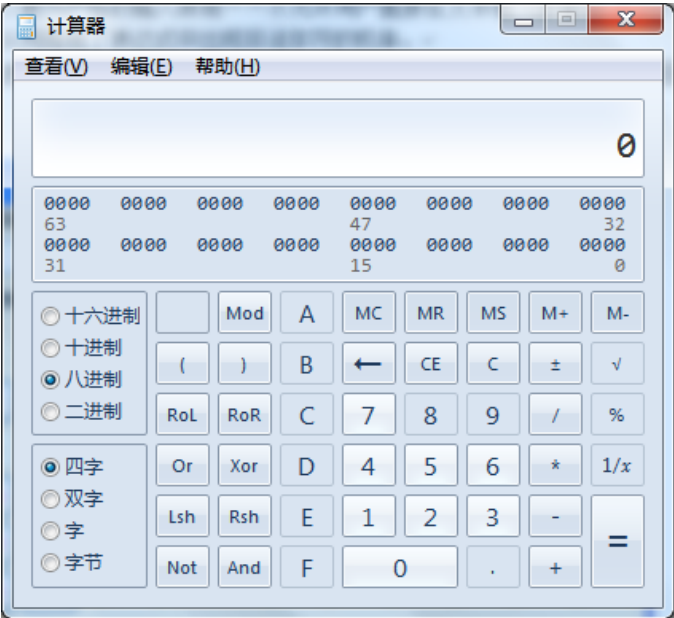 计算器
查看(V) 编辑(E) 帮助(H)
0
0000 0000 0000 0000 0000 0000 0000 0000
63 47 32
0000 0000 0000 0000 0000 0000 0000 0000
31 15 0
十六进制
十进制
八进制
二进制
四字
双字
字
字节
Mod A MC MR MS M+ M-
( ) B ← CE C ± √
RoL RoR C 7 8 9 / %
Or Xor D 4 5 6 * 1/x
Lsh Rsh E 1 2 3 - =
Not And F 0 . +